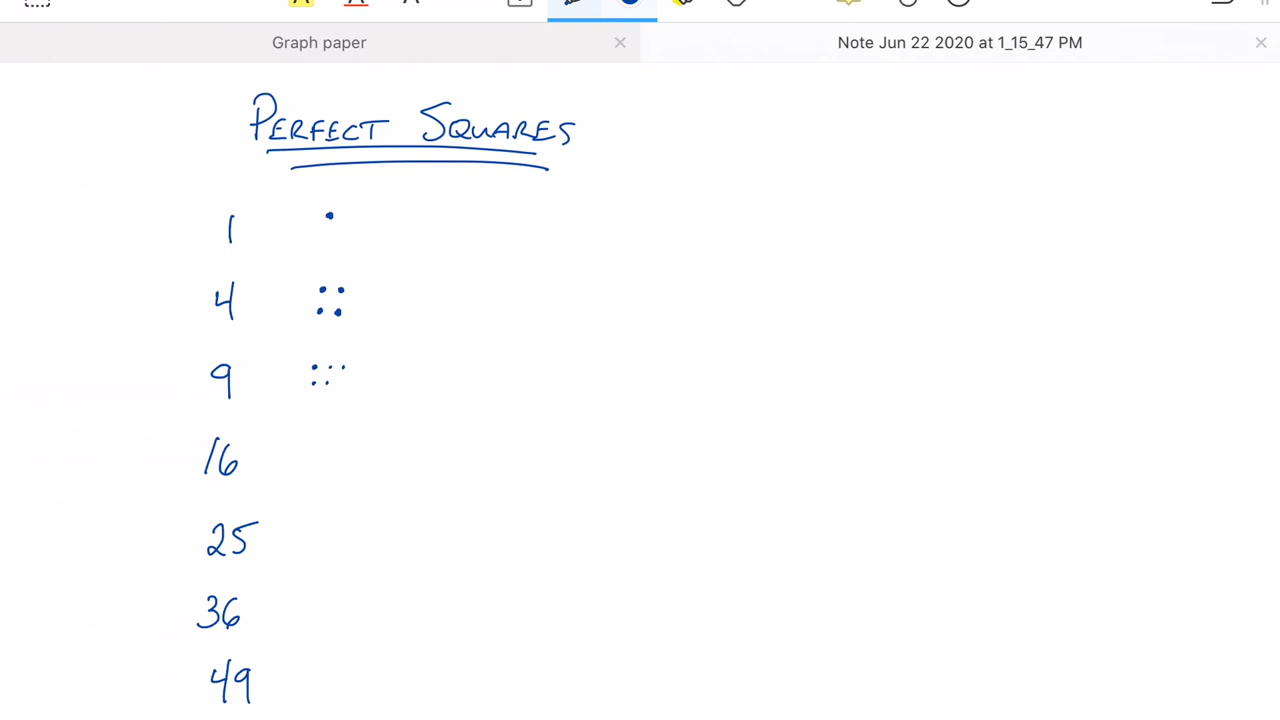 Graph paper
Note Jun 22 2020 at 1_15_47 PM
PERFECT SQUARES
1
4
9
16
25
36
49